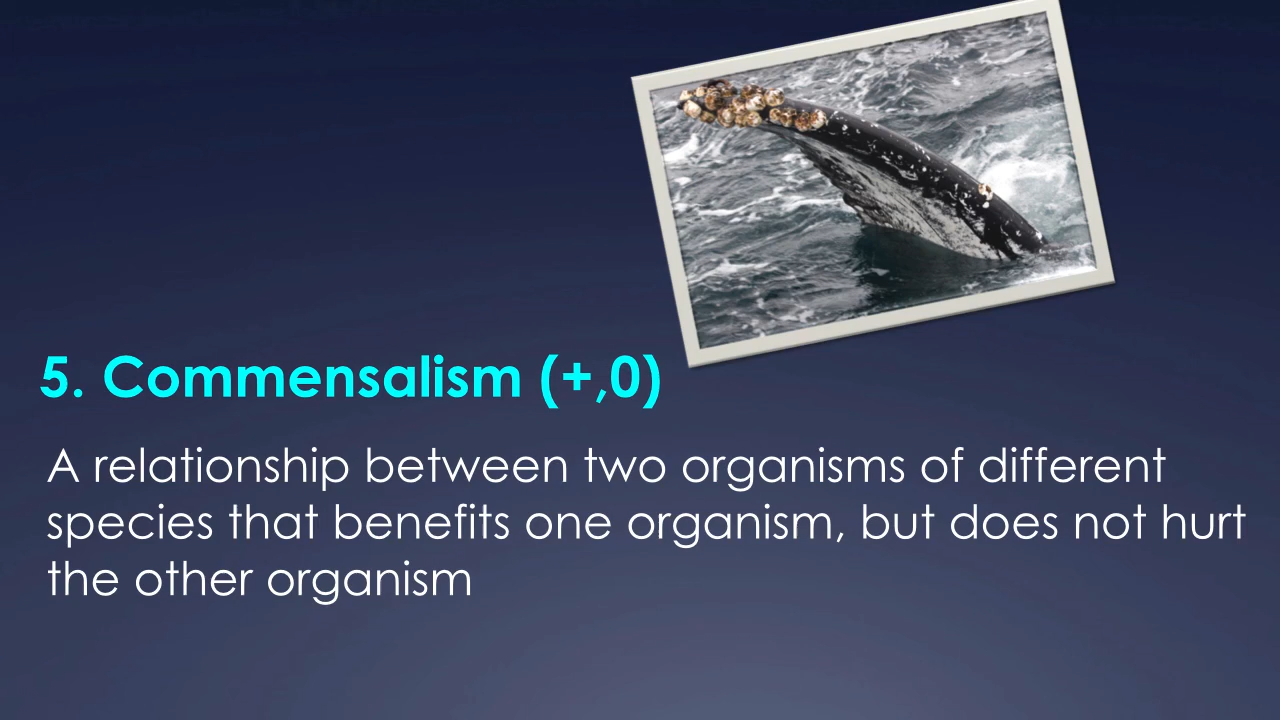 5. Commensalism (+,0)
A relationship between two organisms of different
species that benefits one organism, but does not hurt
the other organism